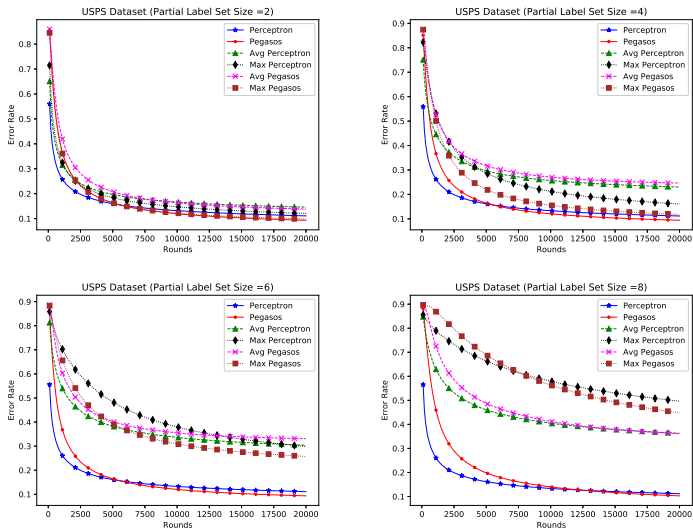 USPS Dataset (Partial Label Set Size =2)
Error Rate
0.8
0.7
0.6
0.5
0.4
0.3
0.2
0.1
Perceptron
Pegasos
Avg Perceptron
Max Perceptron
Avg Pegasos
Max Pegasos
0 2500 5000 7500 10000 12500 15000 17500 20000
Rounds
USPS Dataset (Partial Label Set Size =4)
Error Rate
0.9
0.8
0.7
0.6
0.5
0.4
0.3
0.2
0.1
Perceptron
Pegasos
Avg Perceptron
Max Perceptron
Avg Pegasos
Max Pegasos
0 2500 5000 7500 10000 12500 15000 17500 20000
Rounds
USPS Dataset (Partial Label Set Size =6)
Error Rate
0.9
0.8
0.7
0.6
0.5
0.4
0.3
0.2
0.1
Perceptron
Pegasos
Avg Perceptron
Max Perceptron
Avg Pegasos
Max Pegasos
0 2500 5000 7500 10000 12500 15000 17500 20000
Rounds
USPS Dataset (Partial Label Set Size =8)
Error Rate
0.9
0.8
0.7
0.6
0.5
0.4
0.3
0.2
0.1
Perceptron
Pegasos
Avg Perceptron
Max Perceptron
Avg Pegasos
Max Pegasos
0 2500 5000 7500 10000 12500 15000 17500 20000
Rounds